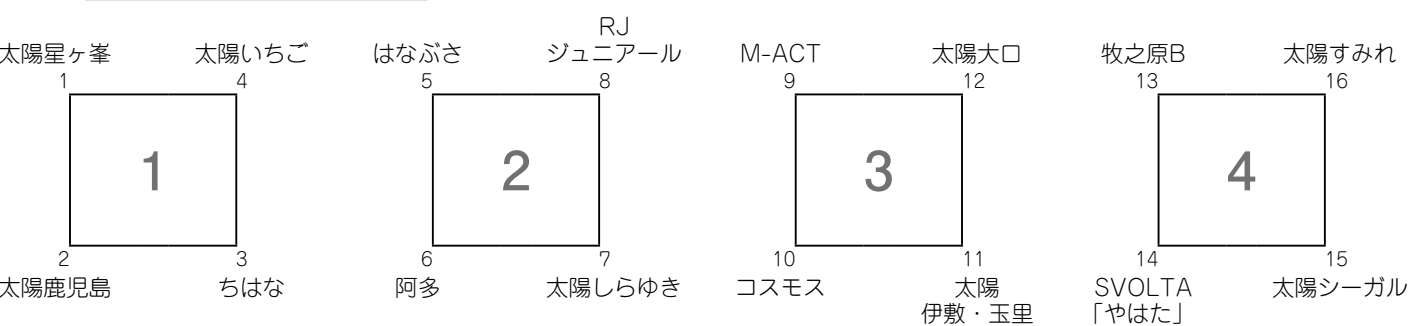 太陽星ヶ峯
太陽いちご
はなぶさ
RJ
ジュニアール
M-ACT
太陽大口
牧之原B
太陽すみれ
1
4
5
8
9
12
13
16
1
2
3
4
2
3
6
7
10
11
14
15
太陽鹿児島
ちはな
阿多
太陽しらゆき
コスモス
太陽
伊敷・玉里
SVOLTA
「やはた」
太陽シーガル